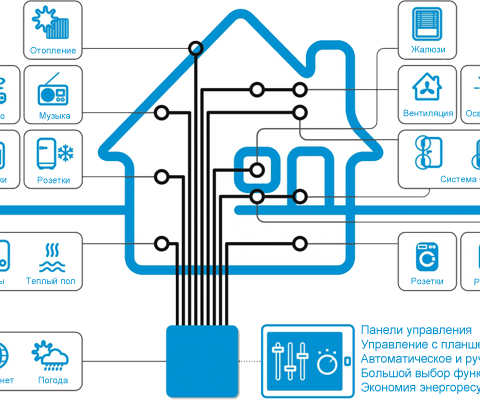 Отопление
Жалюзи
о
Музыка
Вентиляция
Осв
ки
Розетки
Система
ы
Теплый пол
Розетки
Р
нет
Погода
Панели управления
Управление с планше
Автоматическое и руч
Большой выбор функ
Экономия энергоресу